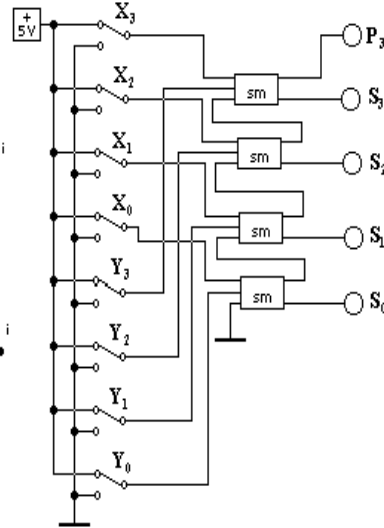 +
5V
X₃
P₃
X₂
sm
S₃
i
X₁
sm
S₂
X₀
sm
S₁
Y₃
sm
S₀
i
Y₂
Y₁
Y₀